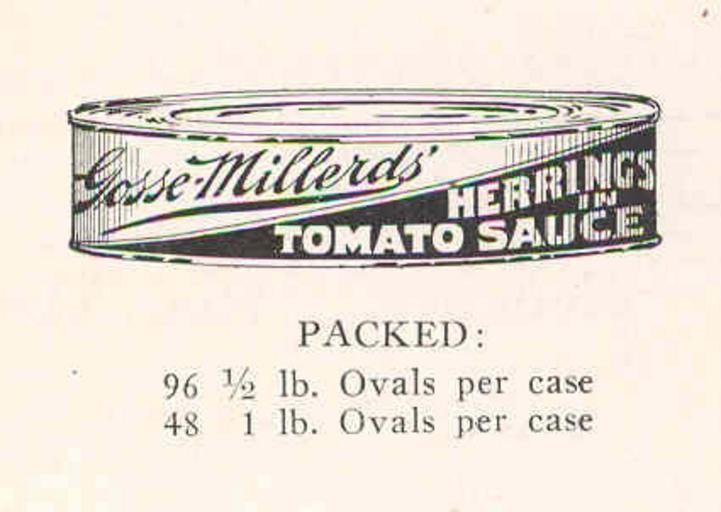 Gosse-Millerds'
HERRINGS
IN
TOMATO SAUCE
PACKED:
96 ½ lb. Ovals per case
48 1 lb. Ovals per case